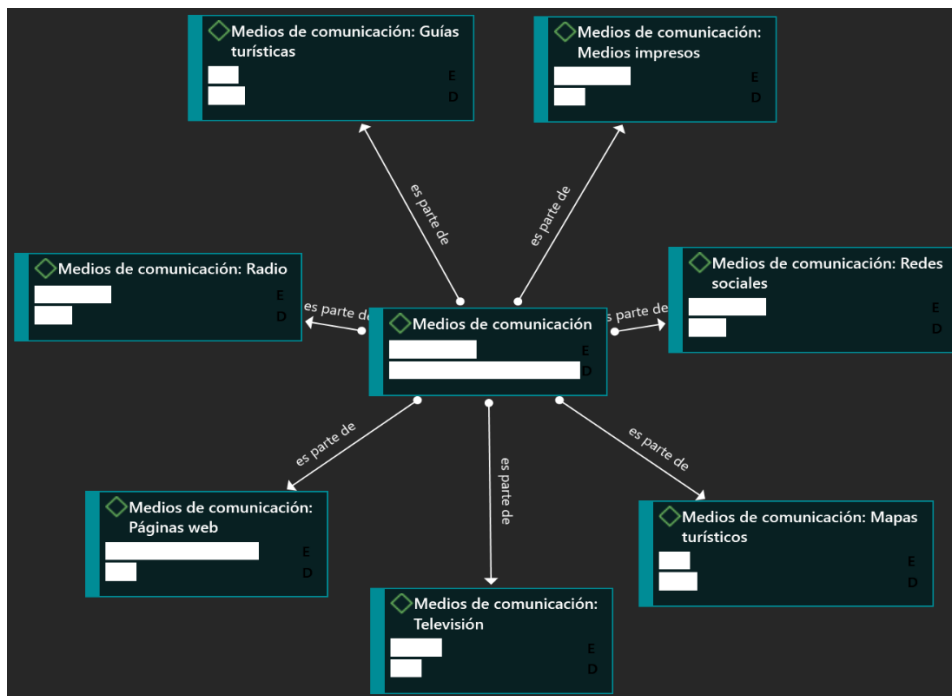 Medios de comunicación: Guías
turísticas
E
D
Medios de comunicación:
Medios impresos
E
D
es parte de
es parte de
Medios de comunicación: Radio
E
D
es parte de
Medios de comunicación
E
D
es parte de
Medios de comunicación: Redes
sociales
E
D
es parte de
es parte de
es parte de
Medios de comunicación:
Páginas web
E
D
Medios de comunicación:
Televisión
E
D
Medios de comunicación: Mapas
turísticos
E
D